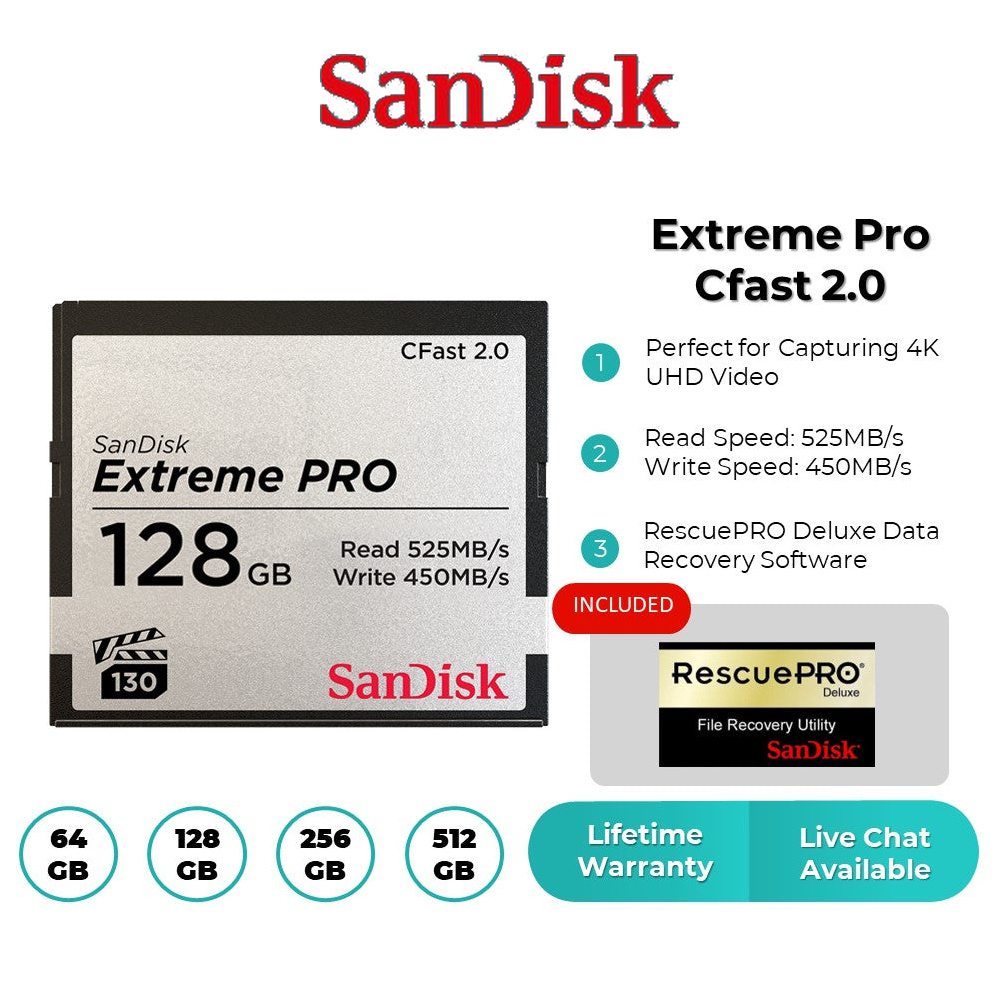 SanDisk
Extreme Pro
Cfast 2.0
CFast 2.0
SanDisk
Extreme PRO
128 GB
Read 525MB/s
Write 450MB/s
130
SanDisk
1
Perfect for Capturing 4K
UHD Video
2
Read Speed: 525MB/s
Write Speed: 450MB/s
3
RescuePRO Deluxe Data
Recovery Software
INCLUDED
RescuePRO®
Deluxe
File Recovery Utility
SanDisk
64
GB
128
GB
256
GB
512
GB
Lifetime
Warranty
Live Chat
Available